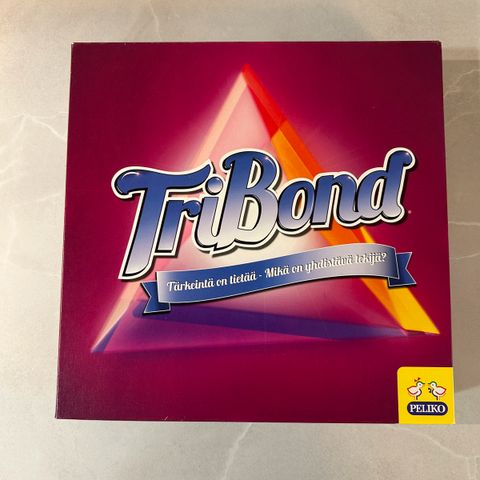 TriBond
Tärkeintä on tietää - Mikä on yhdistävä tekijä?
PELIKO